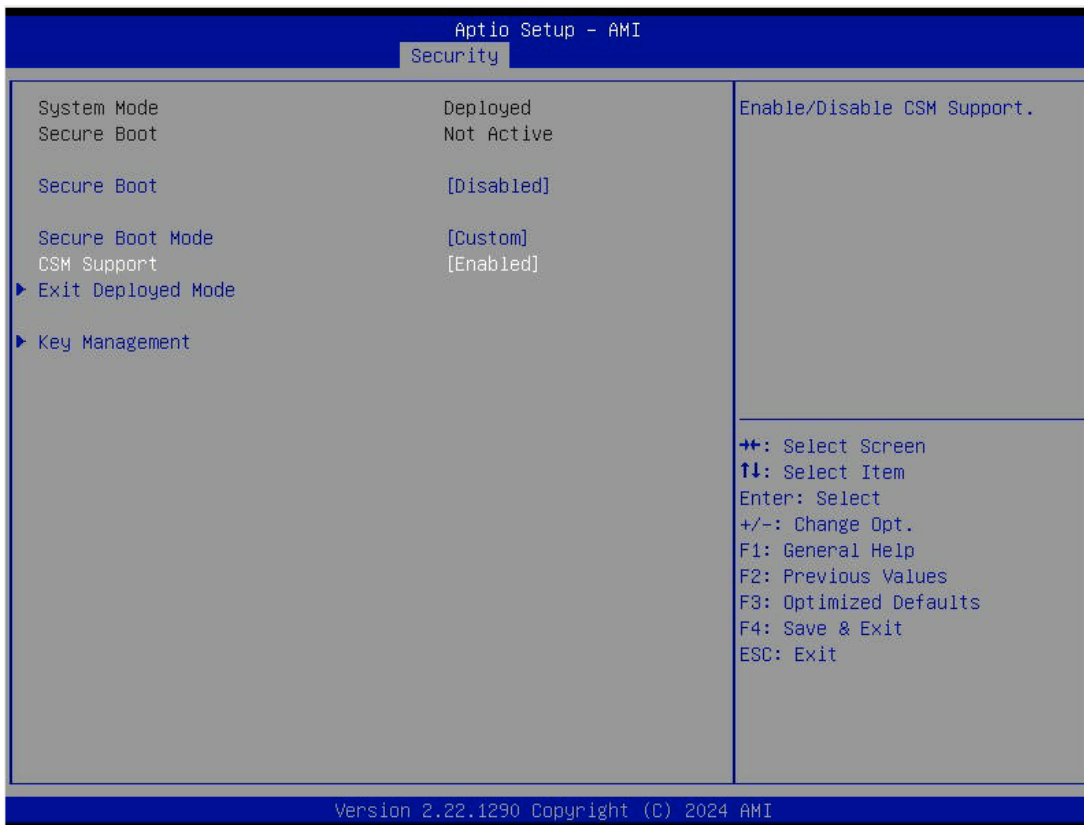 Aptio Setup – AMI
Security
System Mode Deployed
Secure Boot Not Active
Secure Boot [Disabled]
Secure Boot Mode [Custom]
CSM Support [Enabled]
▶ Exit Deployed Mode
▶ Key Management
Enable/Disable CSM Support.
→←: Select Screen
↑↓: Select Item
Enter: Select
+/-: Change Opt.
F1: General Help
F2: Previous Values
F3: Optimized Defaults
F4: Save & Exit
ESC: Exit
Version 2.22.1290 Copyright (C) 2024 AMI